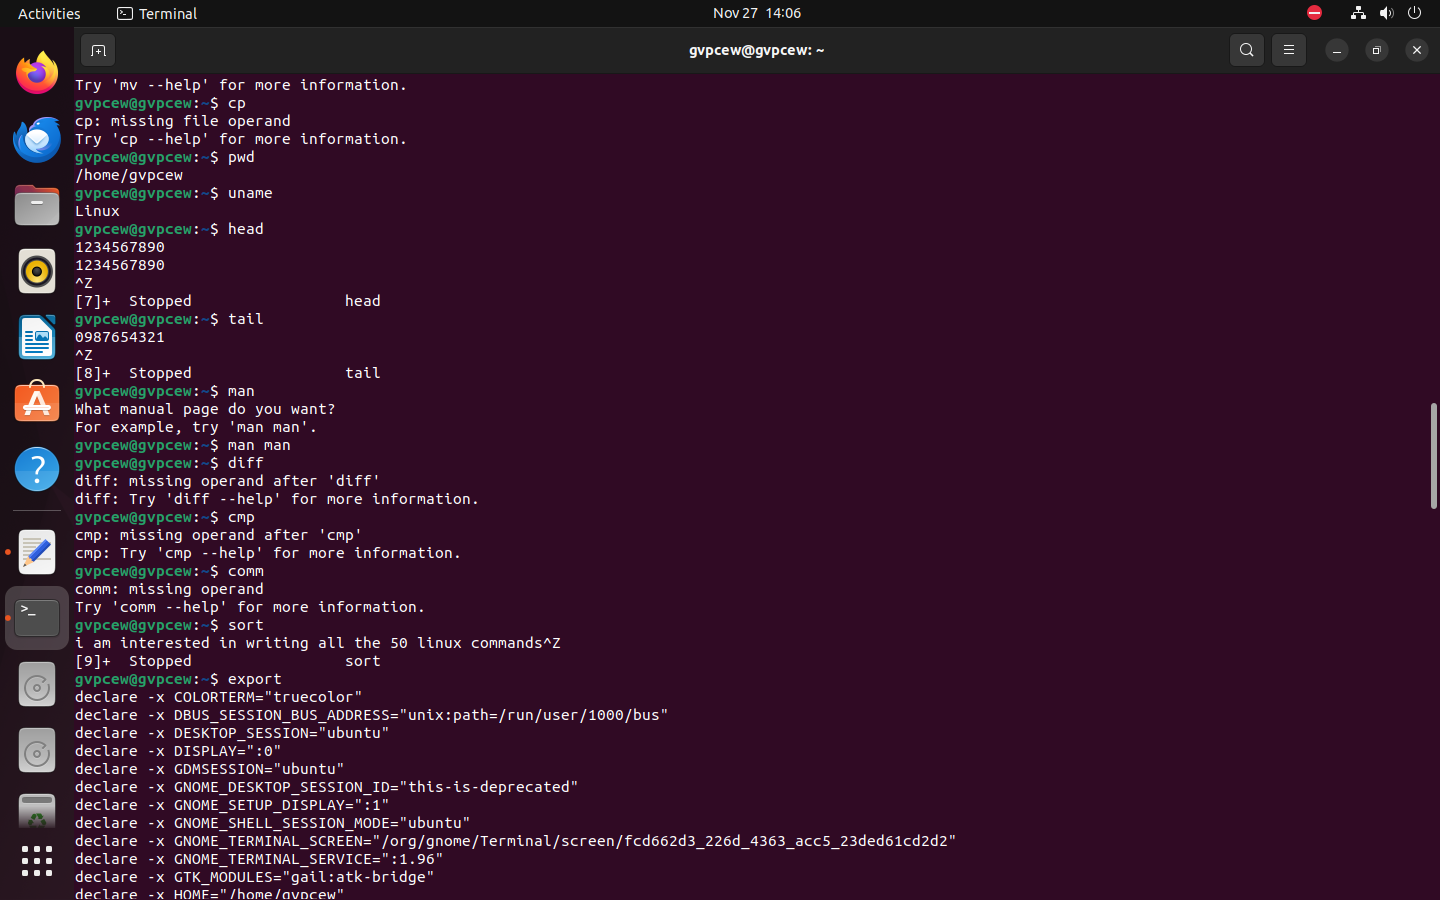 Activities
Terminal
Nov 27 14:06
gvpcew@gvpcew: ~
Try 'mv --help' for more information.
gvpcew@gvpcew:~$ cp
cp: missing file operand
Try 'cp --help' for more information.
gvpcew@gvpcew:~$ pwd
/home/gvpcew
gvpcew@gvpcew:~$ uname
Linux
gvpcew@gvpcew:~$ head
1234567890
1234567890
^Z
[7]+  Stopped                 head
gvpcew@gvpcew:~$ tail
0987654321
^Z
[8]+  Stopped                 tail
gvpcew@gvpcew:~$ man
What manual page do you want?
For example, try 'man man'.
gvpcew@gvpcew:~$ man man
gvpcew@gvpcew:~$ diff
diff: missing operand after 'diff'
diff: Try 'diff --help' for more information.
gvpcew@gvpcew:~$ cmp
cmp: missing operand after 'cmp'
cmp: Try 'cmp --help' for more information.
gvpcew@gvpcew:~$ comm
comm: missing operand
Try 'comm --help' for more information.
gvpcew@gvpcew:~$ sort
i am interested in writing all the 50 linux commands^Z
[9]+  Stopped                 sort
gvpcew@gvpcew:~$ export
declare -x COLORTERM="truecolor"
declare -x DBUS_SESSION_BUS_ADDRESS="unix:path=/run/user/1000/bus"
declare -x DESKTOP_SESSION="ubuntu"
declare -x DISPLAY=":0"
declare -x GDMSESSION="ubuntu"
declare -x GNOME_DESKTOP_SESSION_ID="this-is-deprecated"
declare -x GNOME_SETUP_DISPLAY=":1"
declare -x GNOME_SHELL_SESSION_MODE="ubuntu"
declare -x GNOME_TERMINAL_SCREEN="/org/gnome/Terminal/screen/fcd662d3_226d_4363_acc5_23ded61cd2d2"
declare -x GNOME_TERMINAL_SERVICE=":1.96"
declare -x GTK_MODULES="gail:atk-bridge"
declare -x HOME="/home/gvpcew"